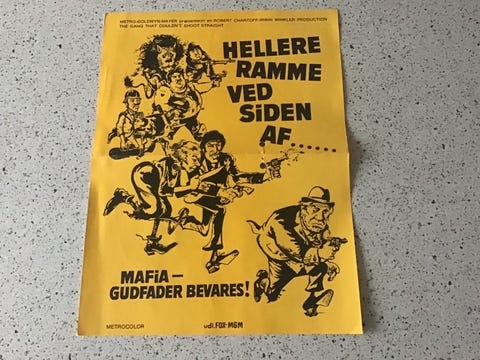 METRO-GOLDWYN-MAYER præsenterer en ROBERT CHARTOFF-IRWIN WINKLER PRODUCTION
THE GANG THAT COULDN'T SHOOT STRAIGHT
HELLERE
RAMME
VED
SiDEN
AF......
MAFiA —
GUDFADER BEVARES!
METROCOLOR
udl. FOX-MGM